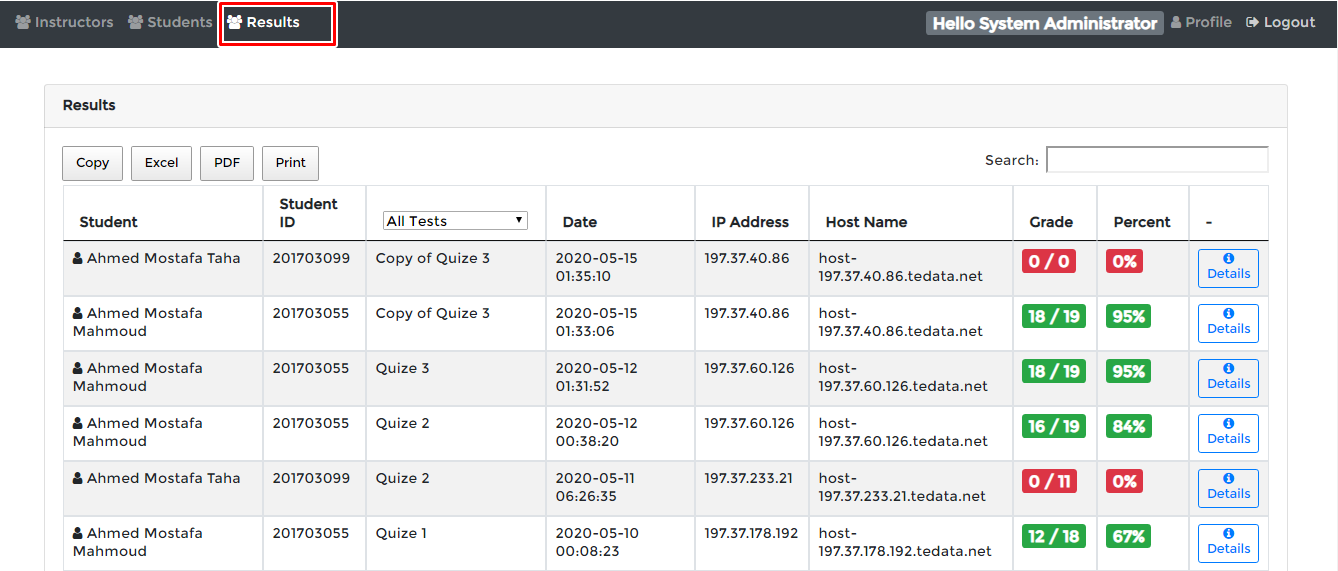 Instructors Students Results Hello System Administrator Profile Logout
Results
Copy Excel PDF Print Search:
Student Student ID All Tests Date IP Address Host Name Grade Percent -
Ahmed Mostafa Taha 201703099 Copy of Quize 3 2020-05-15 01:35:10 197.37.40.86 host-197.37.40.86.tedata.net 0 / 0 0% Details
Ahmed Mostafa Mahmoud 201703055 Copy of Quize 3 2020-05-15 01:33:06 197.37.40.86 host-197.37.40.86.tedata.net 18 / 19 95% Details
Ahmed Mostafa Mahmoud 201703055 Quize 3 2020-05-12 01:31:52 197.37.60.126 host-197.37.60.126.tedata.net 18 / 19 95% Details
Ahmed Mostafa Mahmoud 201703055 Quize 2 2020-05-12 00:38:20 197.37.60.126 host-197.37.60.126.tedata.net 16 / 19 84% Details
Ahmed Mostafa Taha 201703099 Quize 2 2020-05-11 06:26:35 197.37.233.21 host-197.37.233.21.tedata.net 0 / 11 0% Details
Ahmed Mostafa Mahmoud 201703055 Quize 1 2020-05-10 00:08:23 197.37.178.192 host-197.37.178.192.tedata.net 12 / 18 67% Details